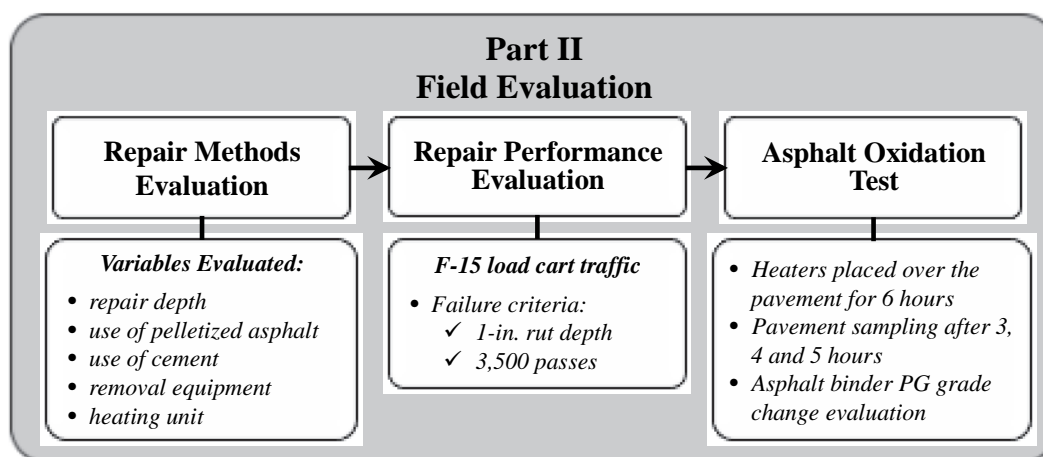 Part II
Field Evaluation
Repair Methods
Evaluation
Repair Performance
Evaluation
Asphalt Oxidation
Test
Variables Evaluated:
• repair depth
• use of pelletized asphalt
• use of cement
• removal equipment
• heating unit
F-15 load cart traffic
• Failure criteria:
✓ 1-in. rut depth
✓ 3,500 passes
• Heaters placed over the
pavement for 6 hours
• Pavement sampling after 3,
4 and 5 hours
• Asphalt binder PG grade
change evaluation